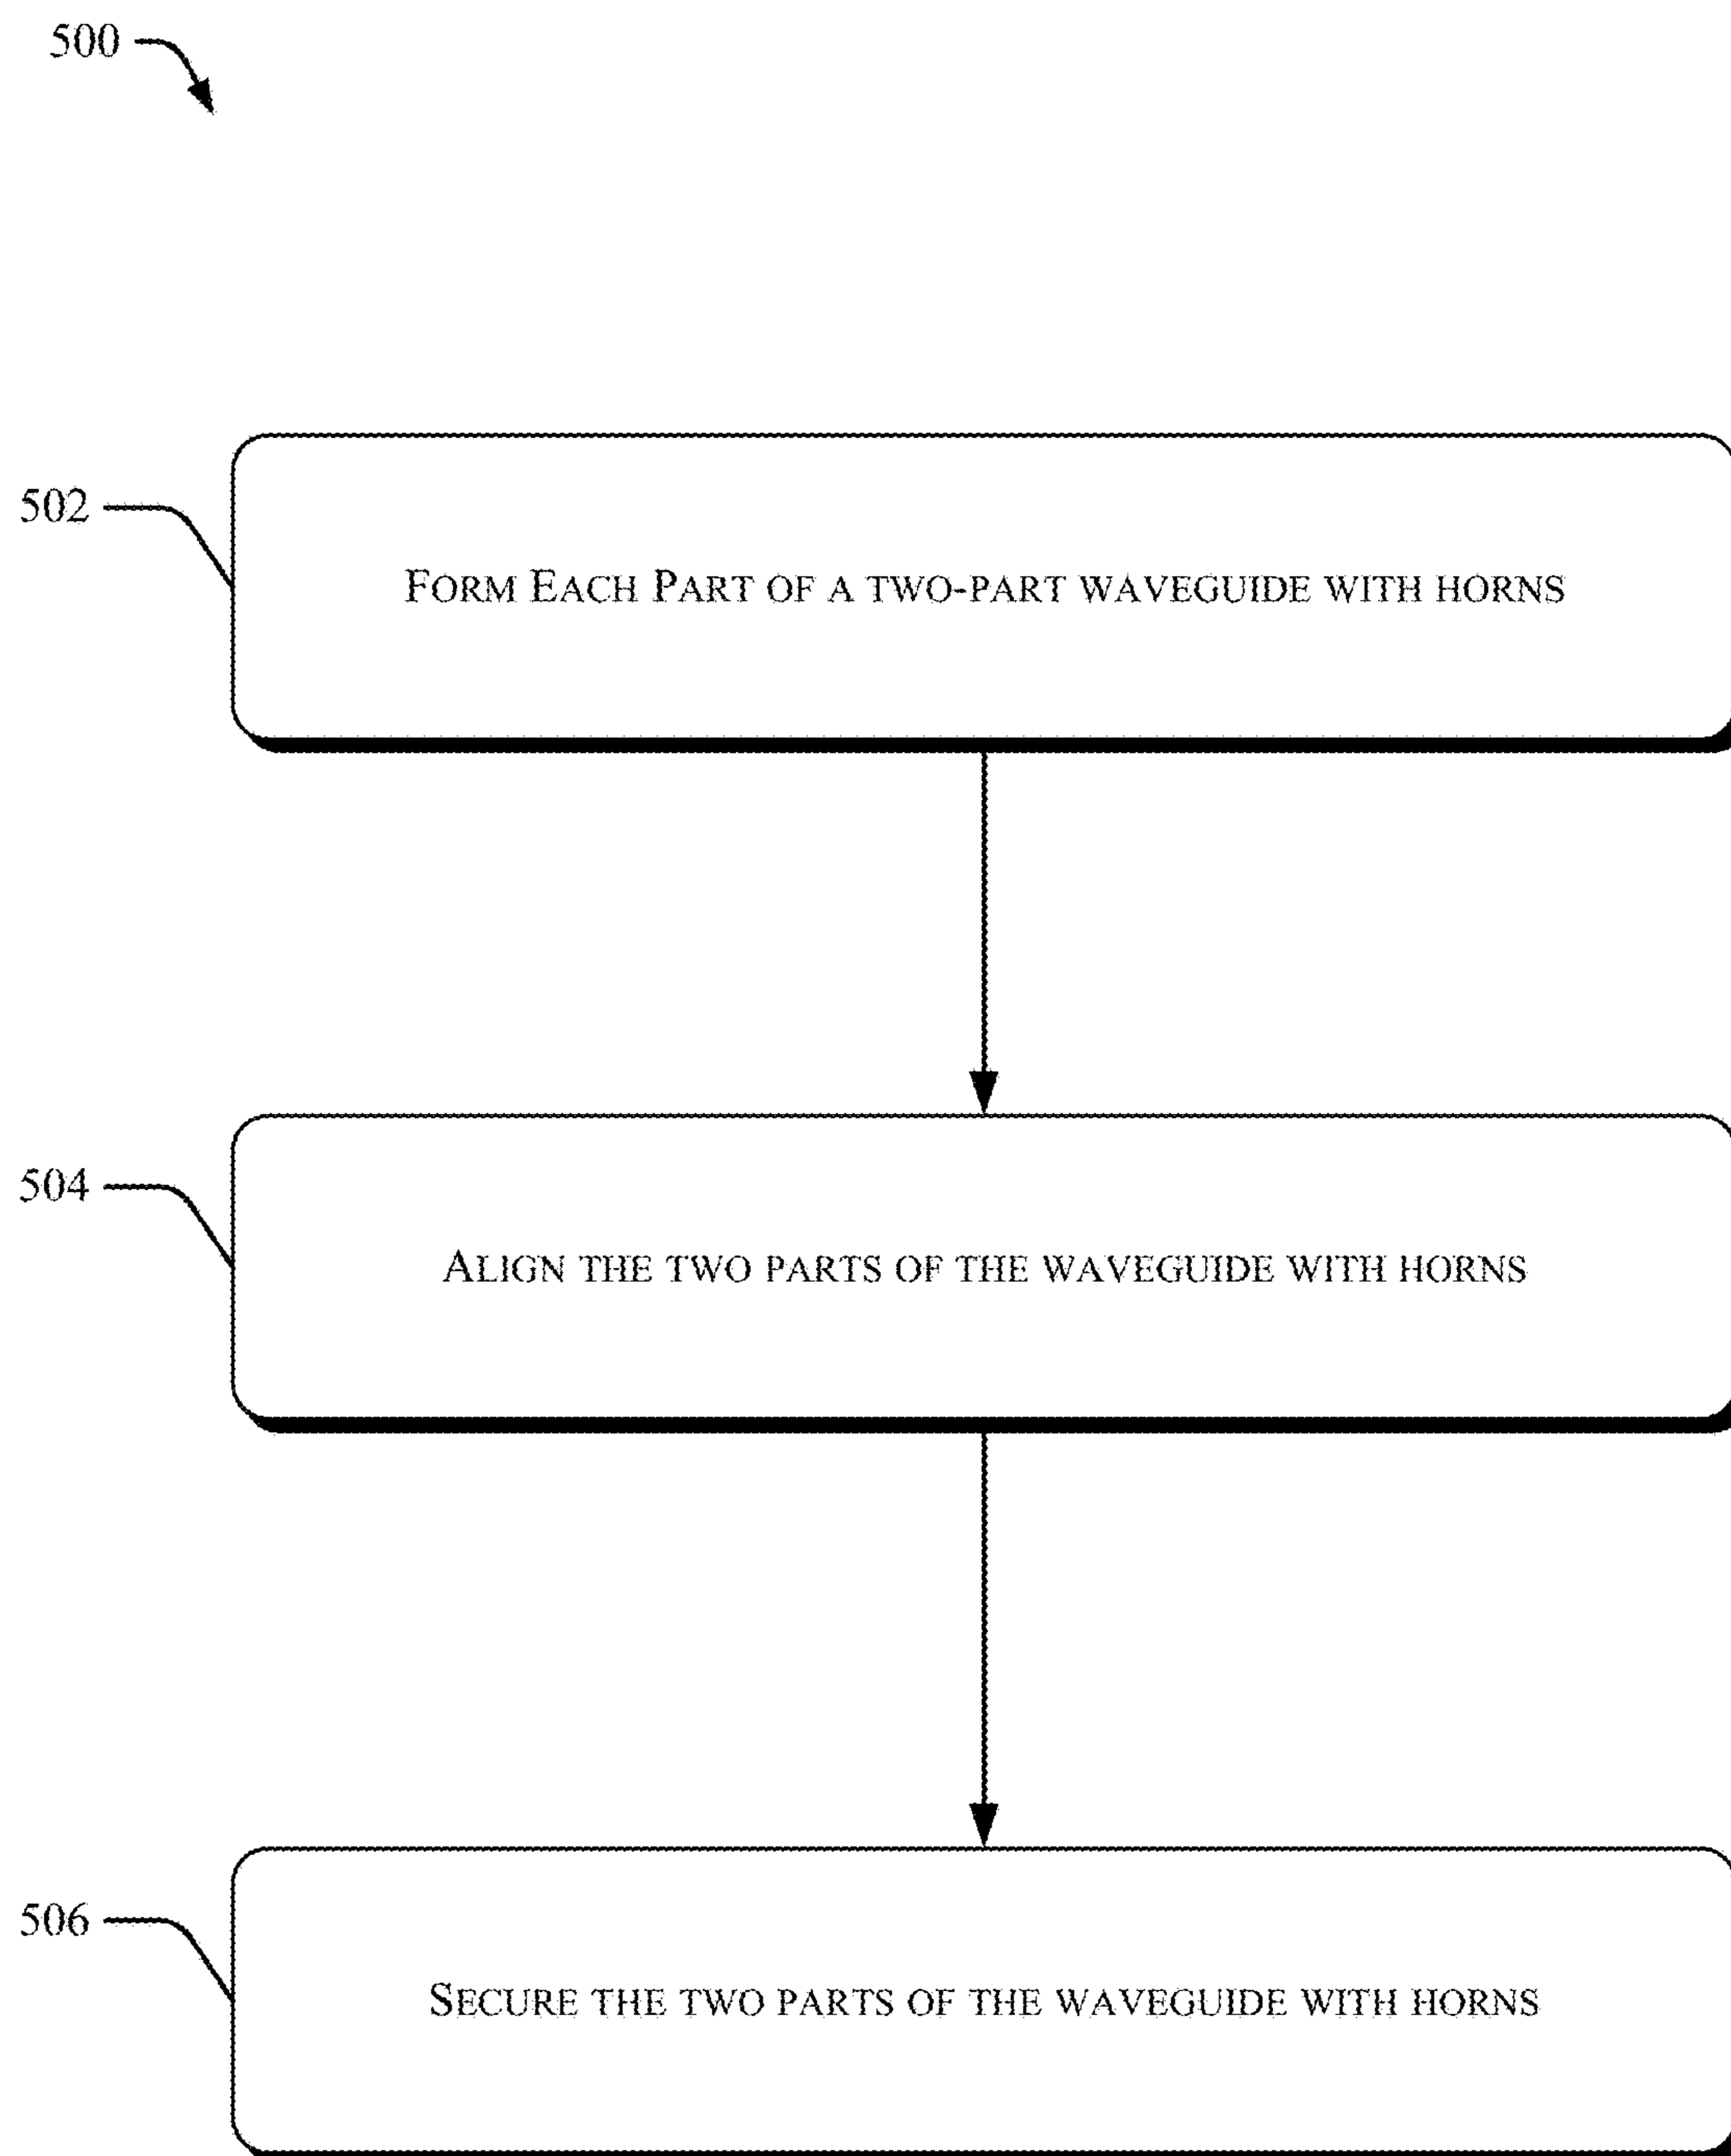 500
502
FORM EACH PART OF A TWO-PART WAVEGUIDE WITH HORNS
504
ALIGN THE TWO PARTS OF THE WAVEGUIDE WITH HORNS
506
SECURE THE TWO PARTS OF THE WAVEGUIDE WITH HORNS